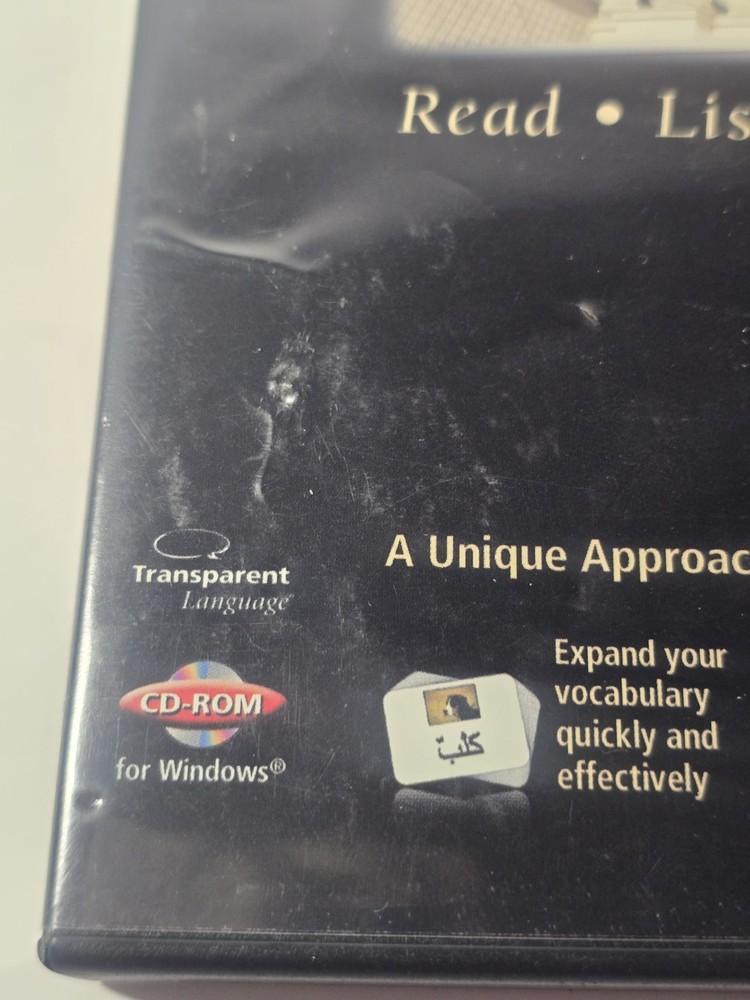 Read • Lis
A Unique Approac
Transparent
Language
Expand your
vocabulary
quickly and
effectively
CD-ROM
for Windows®
كلب